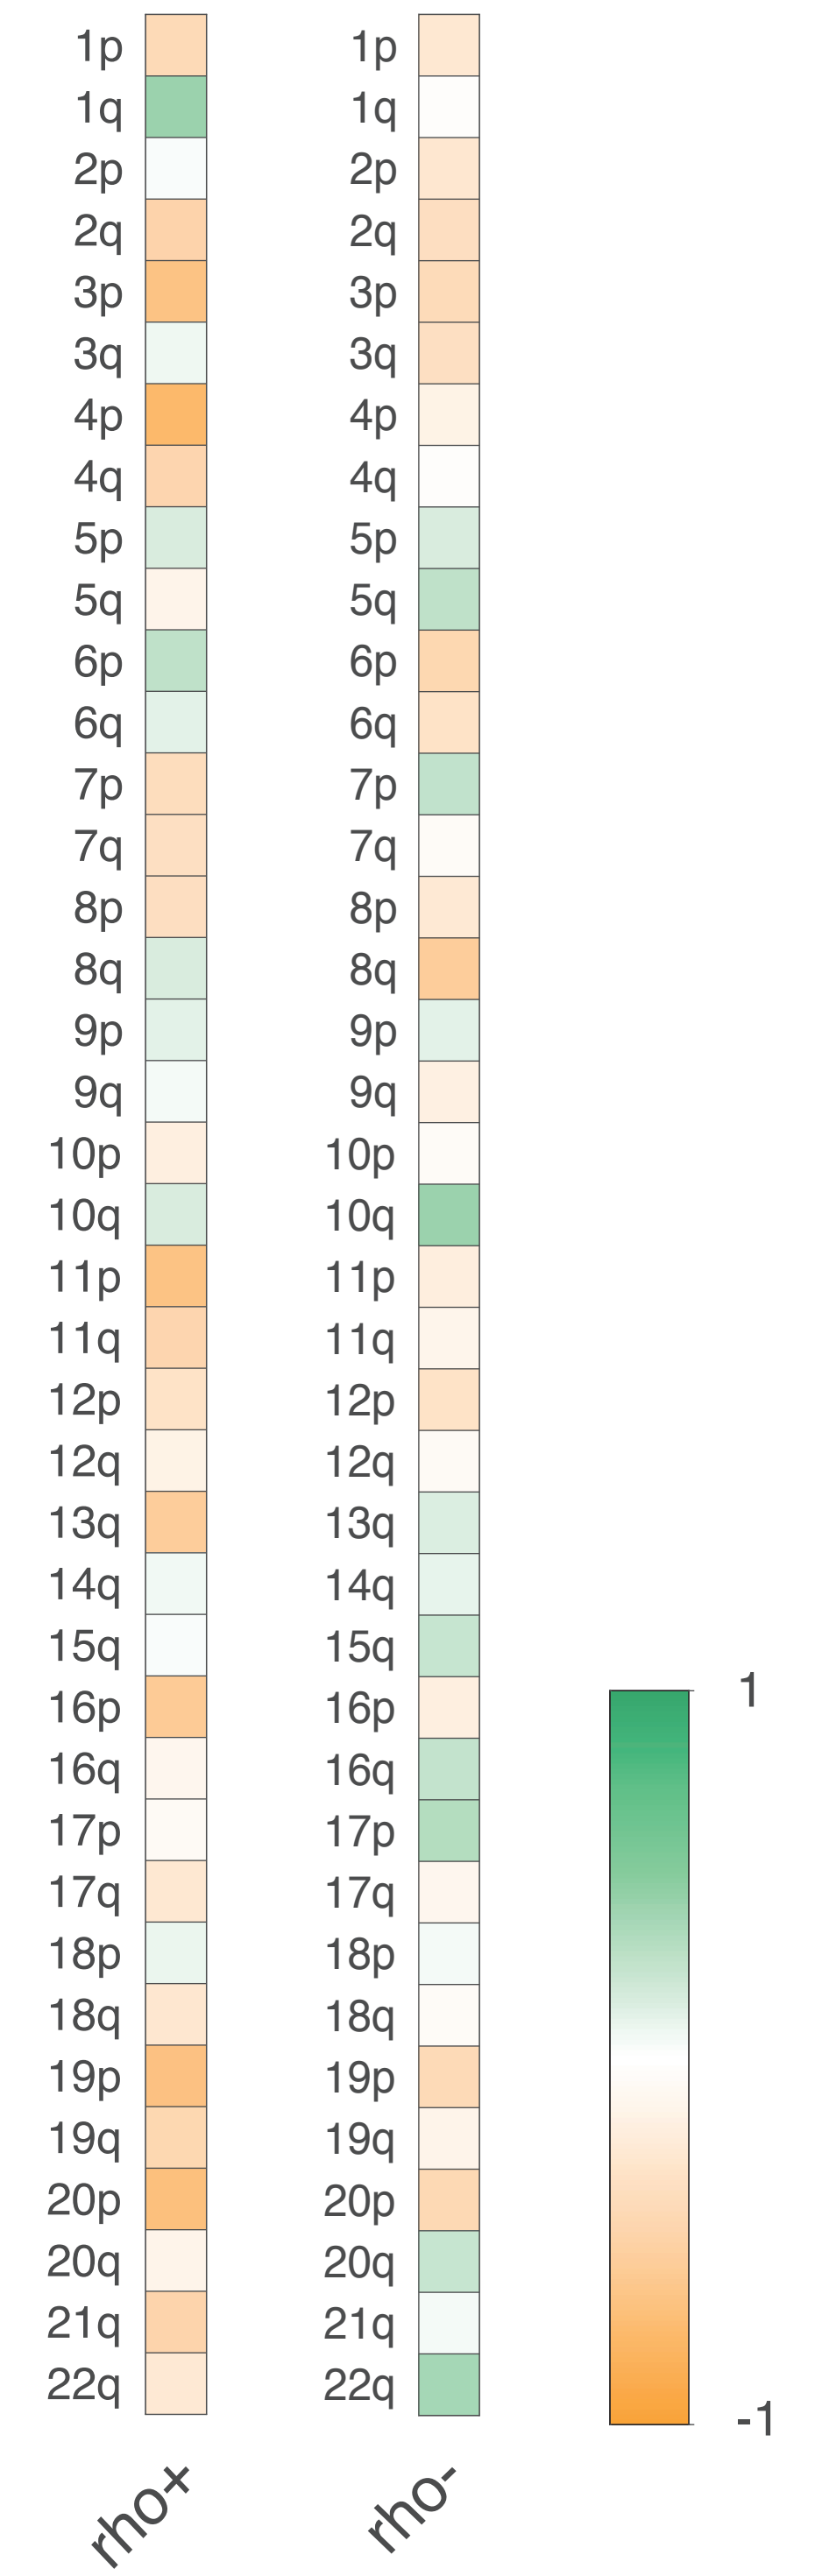 1p 1p
1q 1q
2p 2p
2q 2q
3p 3p
3q 3q
4p 4p
4q 4q
5p 5p
5q 5q
6p 6p
6q 6q
7p 7p
7q 7q
8p 8p
8q 8q
9p 9p
9q 9q
10p 10p
10q 10q
11p 11p
11q 11q
12p 12p
12q 12q
13q 13q
14q 14q
15q 15q
16p 16p
1
16q 16q
17p 17p
17q 17q
18p 18p
18q 18q
19p 19p
19q 19q
20p 20p
20q 20q
21q 21q
22q 22q
-1
rho+ rho-